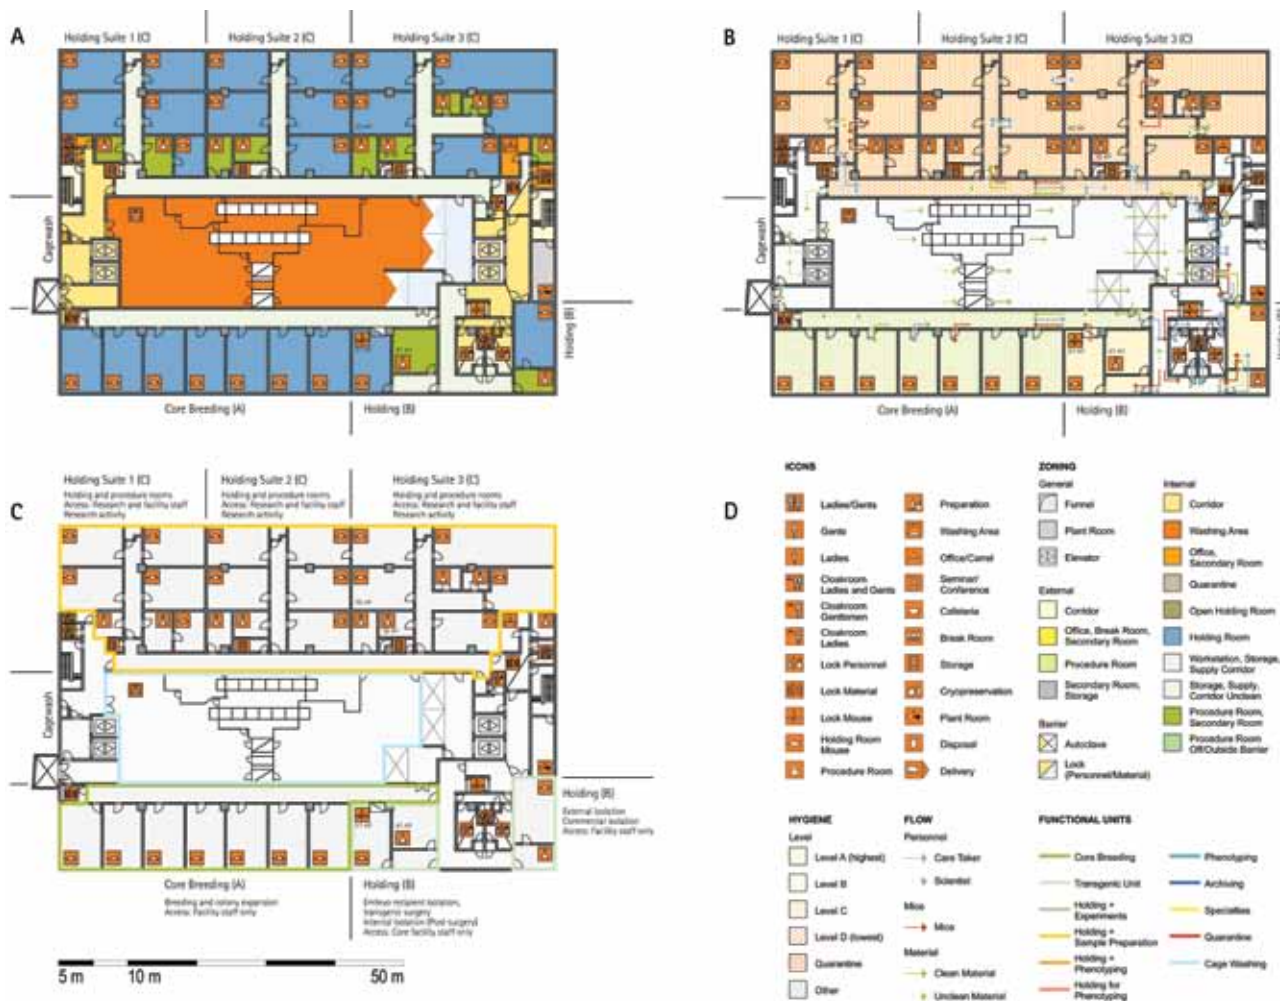 A
Holding Suite 1 (C)
Holding Suite 2 (C)
Holding Suite 3 (C)
Cagewash
Holding (B)
Core Breeding (A)
Holding (B)
B
Holding Suite 1 (C)
Holding Suite 2 (C)
Holding Suite 3 (C)
Cagewash
Core Breeding (A)
Holding (B)
C
Holding Suite 1 (C)
Holding and procedure rooms
Access: Research and facility staff
Research activity
Holding Suite 2 (C)
Holding and procedure rooms
Access: Research and facility staff
Research activity
Holding Suite 3 (C)
Holding and procedure rooms
Access: Research and facility staff
Research activity
Cagewash
Holding (B)
External isolation
Commercial isolation
Access: Facility staff only
Core Breeding (A)
Breeding and colony expansion
Access: Facility staff only
Holding (B)
Embryo recipient isolation,
transgenic surgery
Internal isolation (Post-surgery)
Access: Core facility staff only
5 m
10 m
50 m
D
ICONS
Ladies/Gents
Gents
Ladies
Cloakroom
Ladies and Gents
Cloakroom
Gentlemen
Cloakroom
Ladies
Lock Personnel
Lock Material
Lock Mouse
Holding Room
Mouse
Procedure Room
Preparation
Washing Area
Office/Carrel
Seminar/
Conference
Cafeteria
Break Room
Storage
Cryopreservation
Plant Room
Disposal
Delivery
ZONING
General
Funnel
Plant Room
Elevator
External
Corridor
Office, Break Room,
Secondary Room
Procedure Room
Secondary Room,
Storage
Barrier
Autoclave
Lock
(Personnel/Material)
Internal
Corridor
Washing Area
Office,
Secondary Room
Quarantine
Open Holding Room
Holding Room
Workstation, Storage,
Supply Corridor
Storage, Supply,
Corridor Unclean
Procedure Room,
Secondary Room
Procedure Room
Off/Outside Barrier
HYGIENE
Level
Level A (highest)
Level B
Level C
Level D (lowest)
Quarantine
Other
FLOW
Personnel
Care Taker
Scientist
Mice
Mice
Material
Clean Material
Unclean Material
FUNCTIONAL UNITS
Core Breeding
Transgenic Unit
Holding +
Experiments
Holding +
Sample Preparation
Holding +
Phenotyping
Holding for
Phenotyping
Phenotyping
Archiving
Specialties
Quarantine
Cage Washing